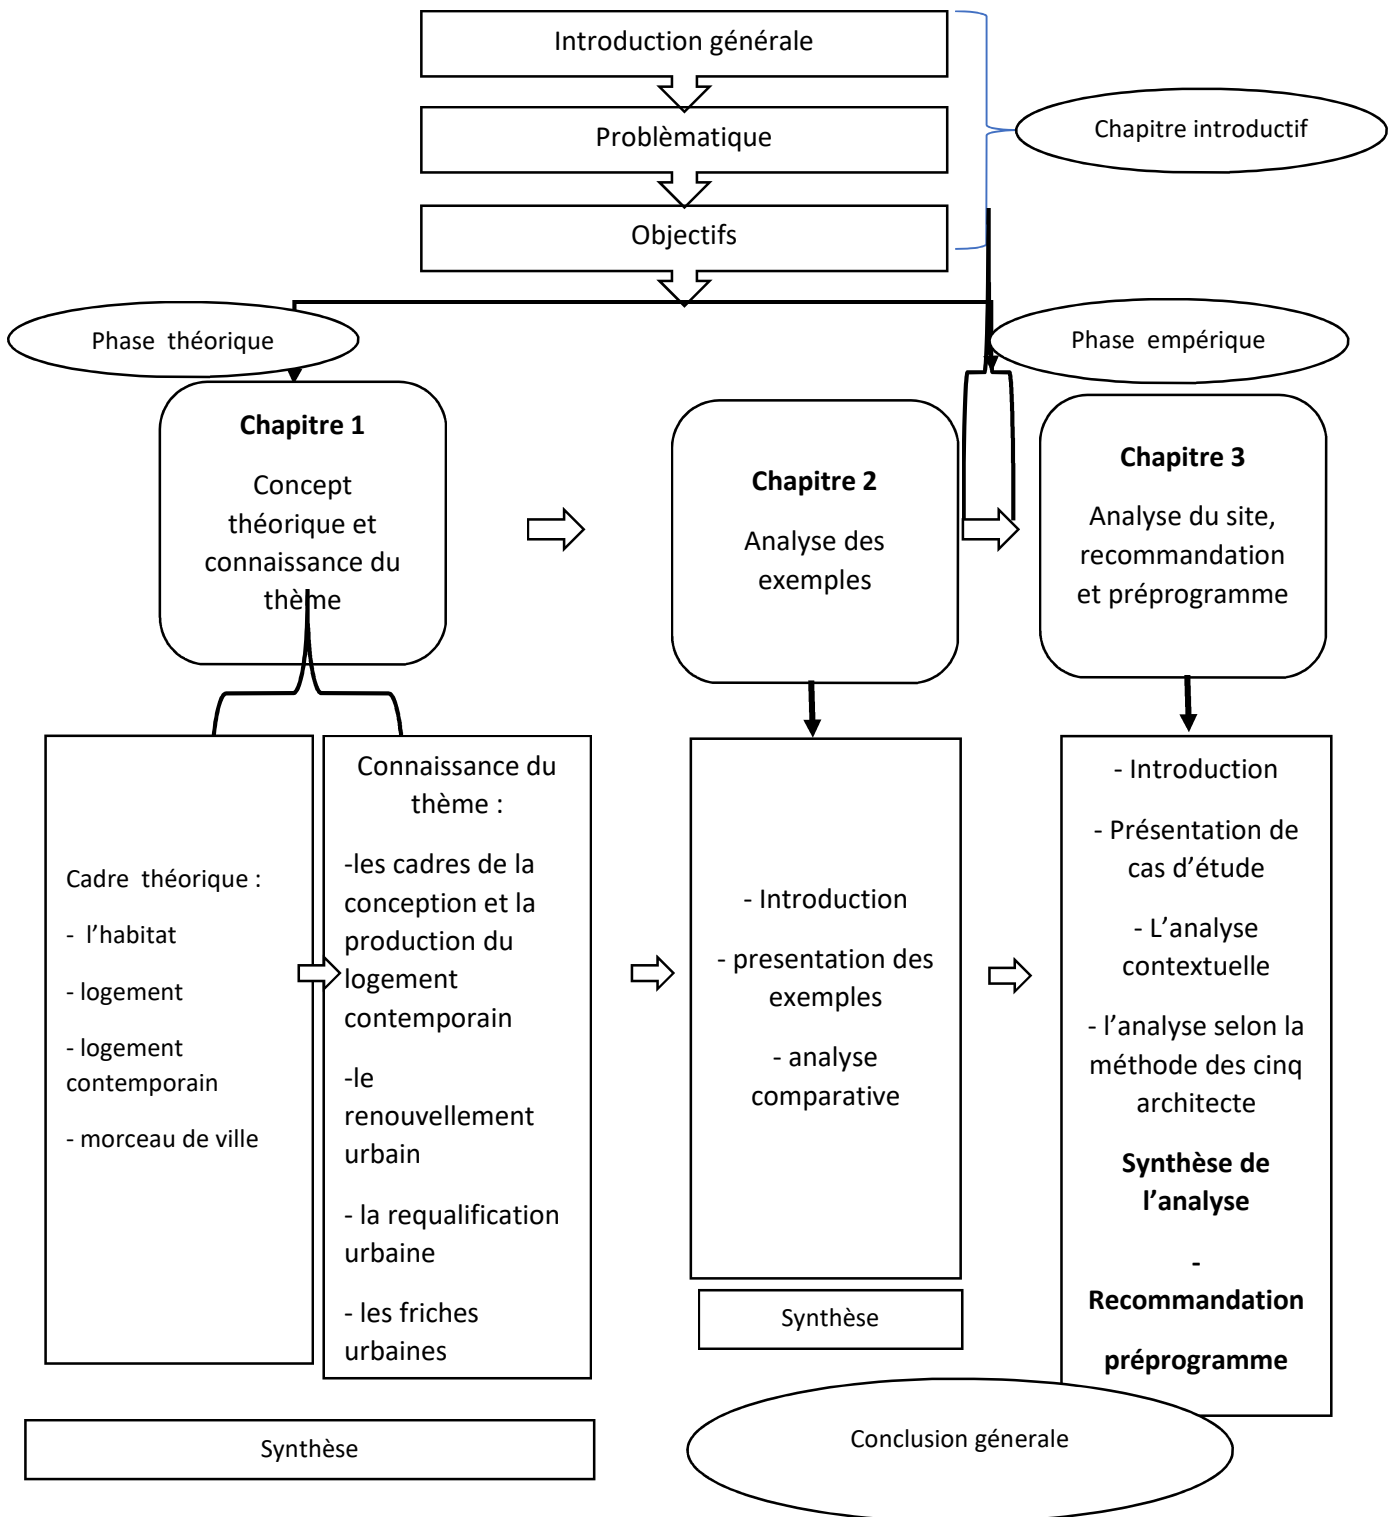 Introduction générale
Problèmatique
Chapitre introductif
Objectifs
Phase théorique
Phase empérique
Chapitre 1
Concept
théorique et
connaissance du
thème
Chapitre 2
Analyse des
exemples
Chapitre 3
Analyse du site,
recommandation
et préprogramme
Cadre théorique :
- l’habitat
- logement
- logement
contemporain
- morceau de ville
Connaissance du
thème :
-les cadres de la
conception et la
production du
logement
contemporain
-le
renouvellement
urbain
- la requalification
urbaine
- les friches
urbaines
- Introduction
- presentation des
exemples
- analyse
comparative
- Introduction
- Présentation de
cas d’étude
- L’analyse
contextuelle
- l’analyse selon la
méthode des cinq
architecte
Synthèse de
l’analyse
-
Recommandation
préprogramme
Synthèse
Synthèse
Conclusion génerale